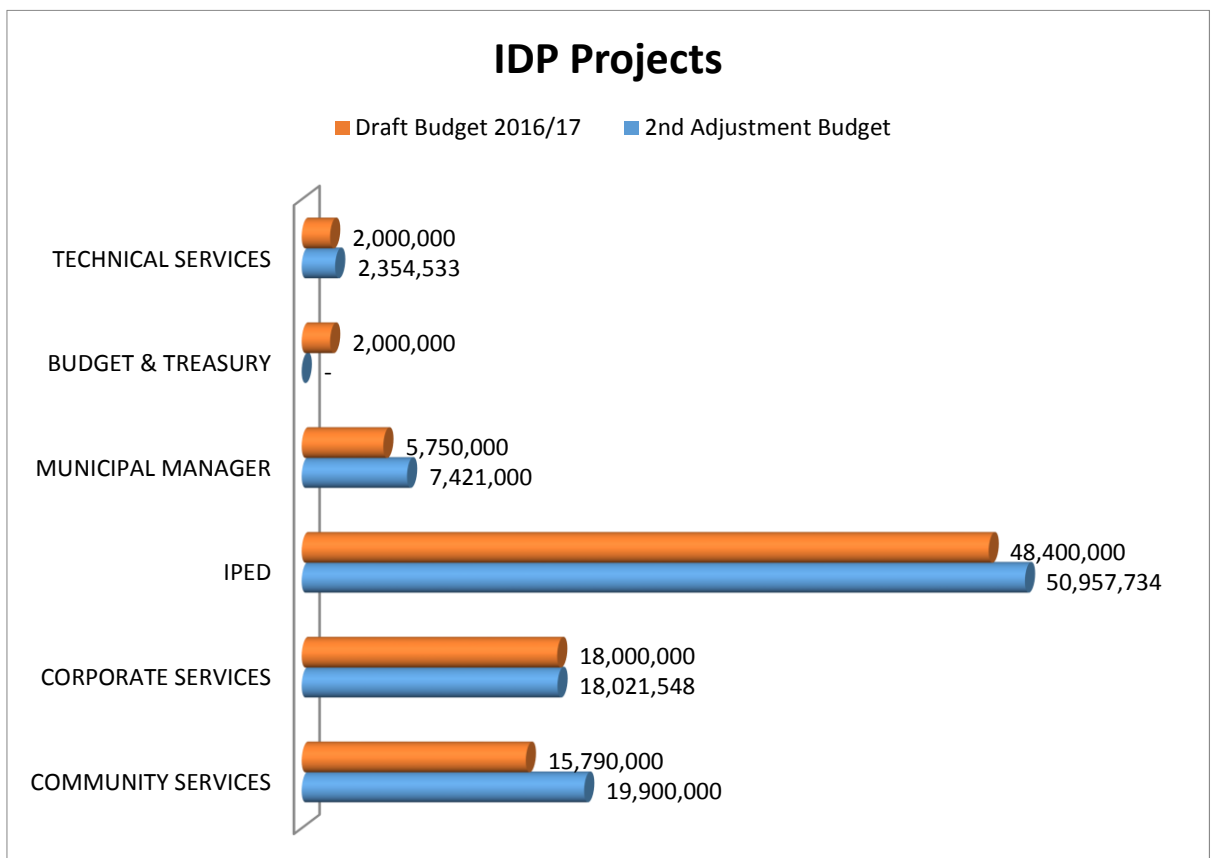 IDP Projects
Draft Budget 2016/17 2nd Adjustment Budget
TECHNICAL SERVICES
2,000,000
2,354,533
BUDGET & TREASURY
2,000,000
-
MUNICIPAL MANAGER
5,750,000
7,421,000
IPED
48,400,000
50,957,734
CORPORATE SERVICES
18,000,000
18,021,548
COMMUNITY SERVICES
15,790,000
19,900,000